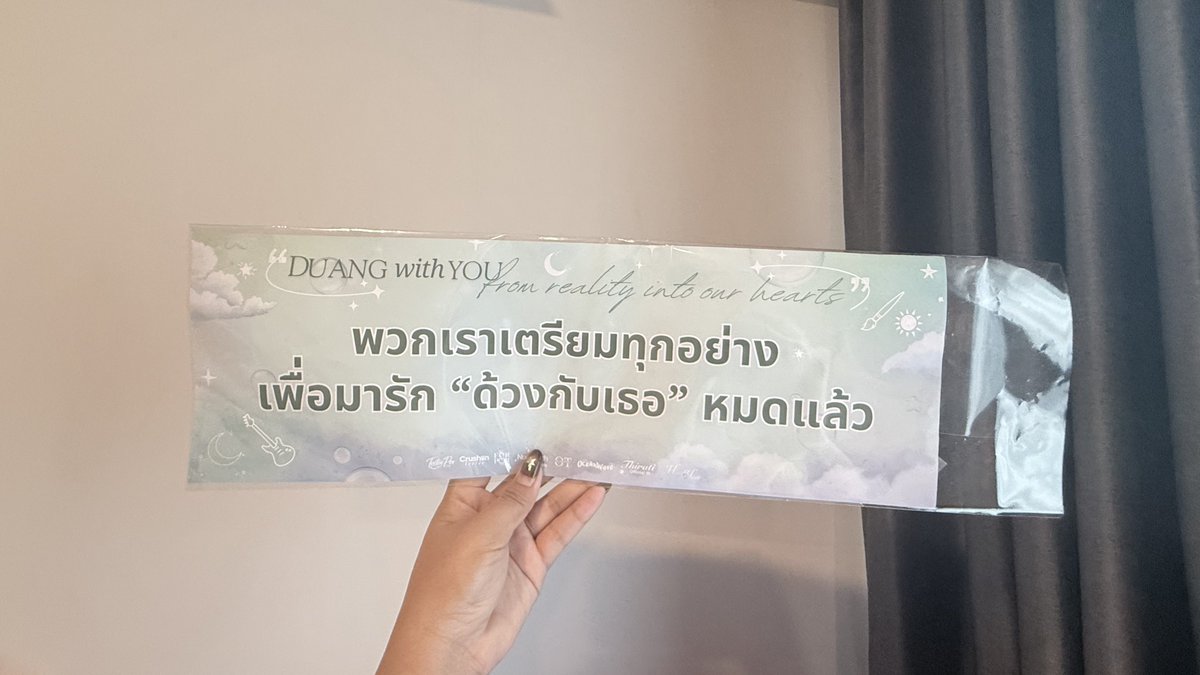 “DUANG with YOU
from reality into our hearts”
พวกเราเตรียมทุกอย่าง
เพื่อมารัก “ด้วงกับเธอ” หมดแล้ว
Crushin
Thirati